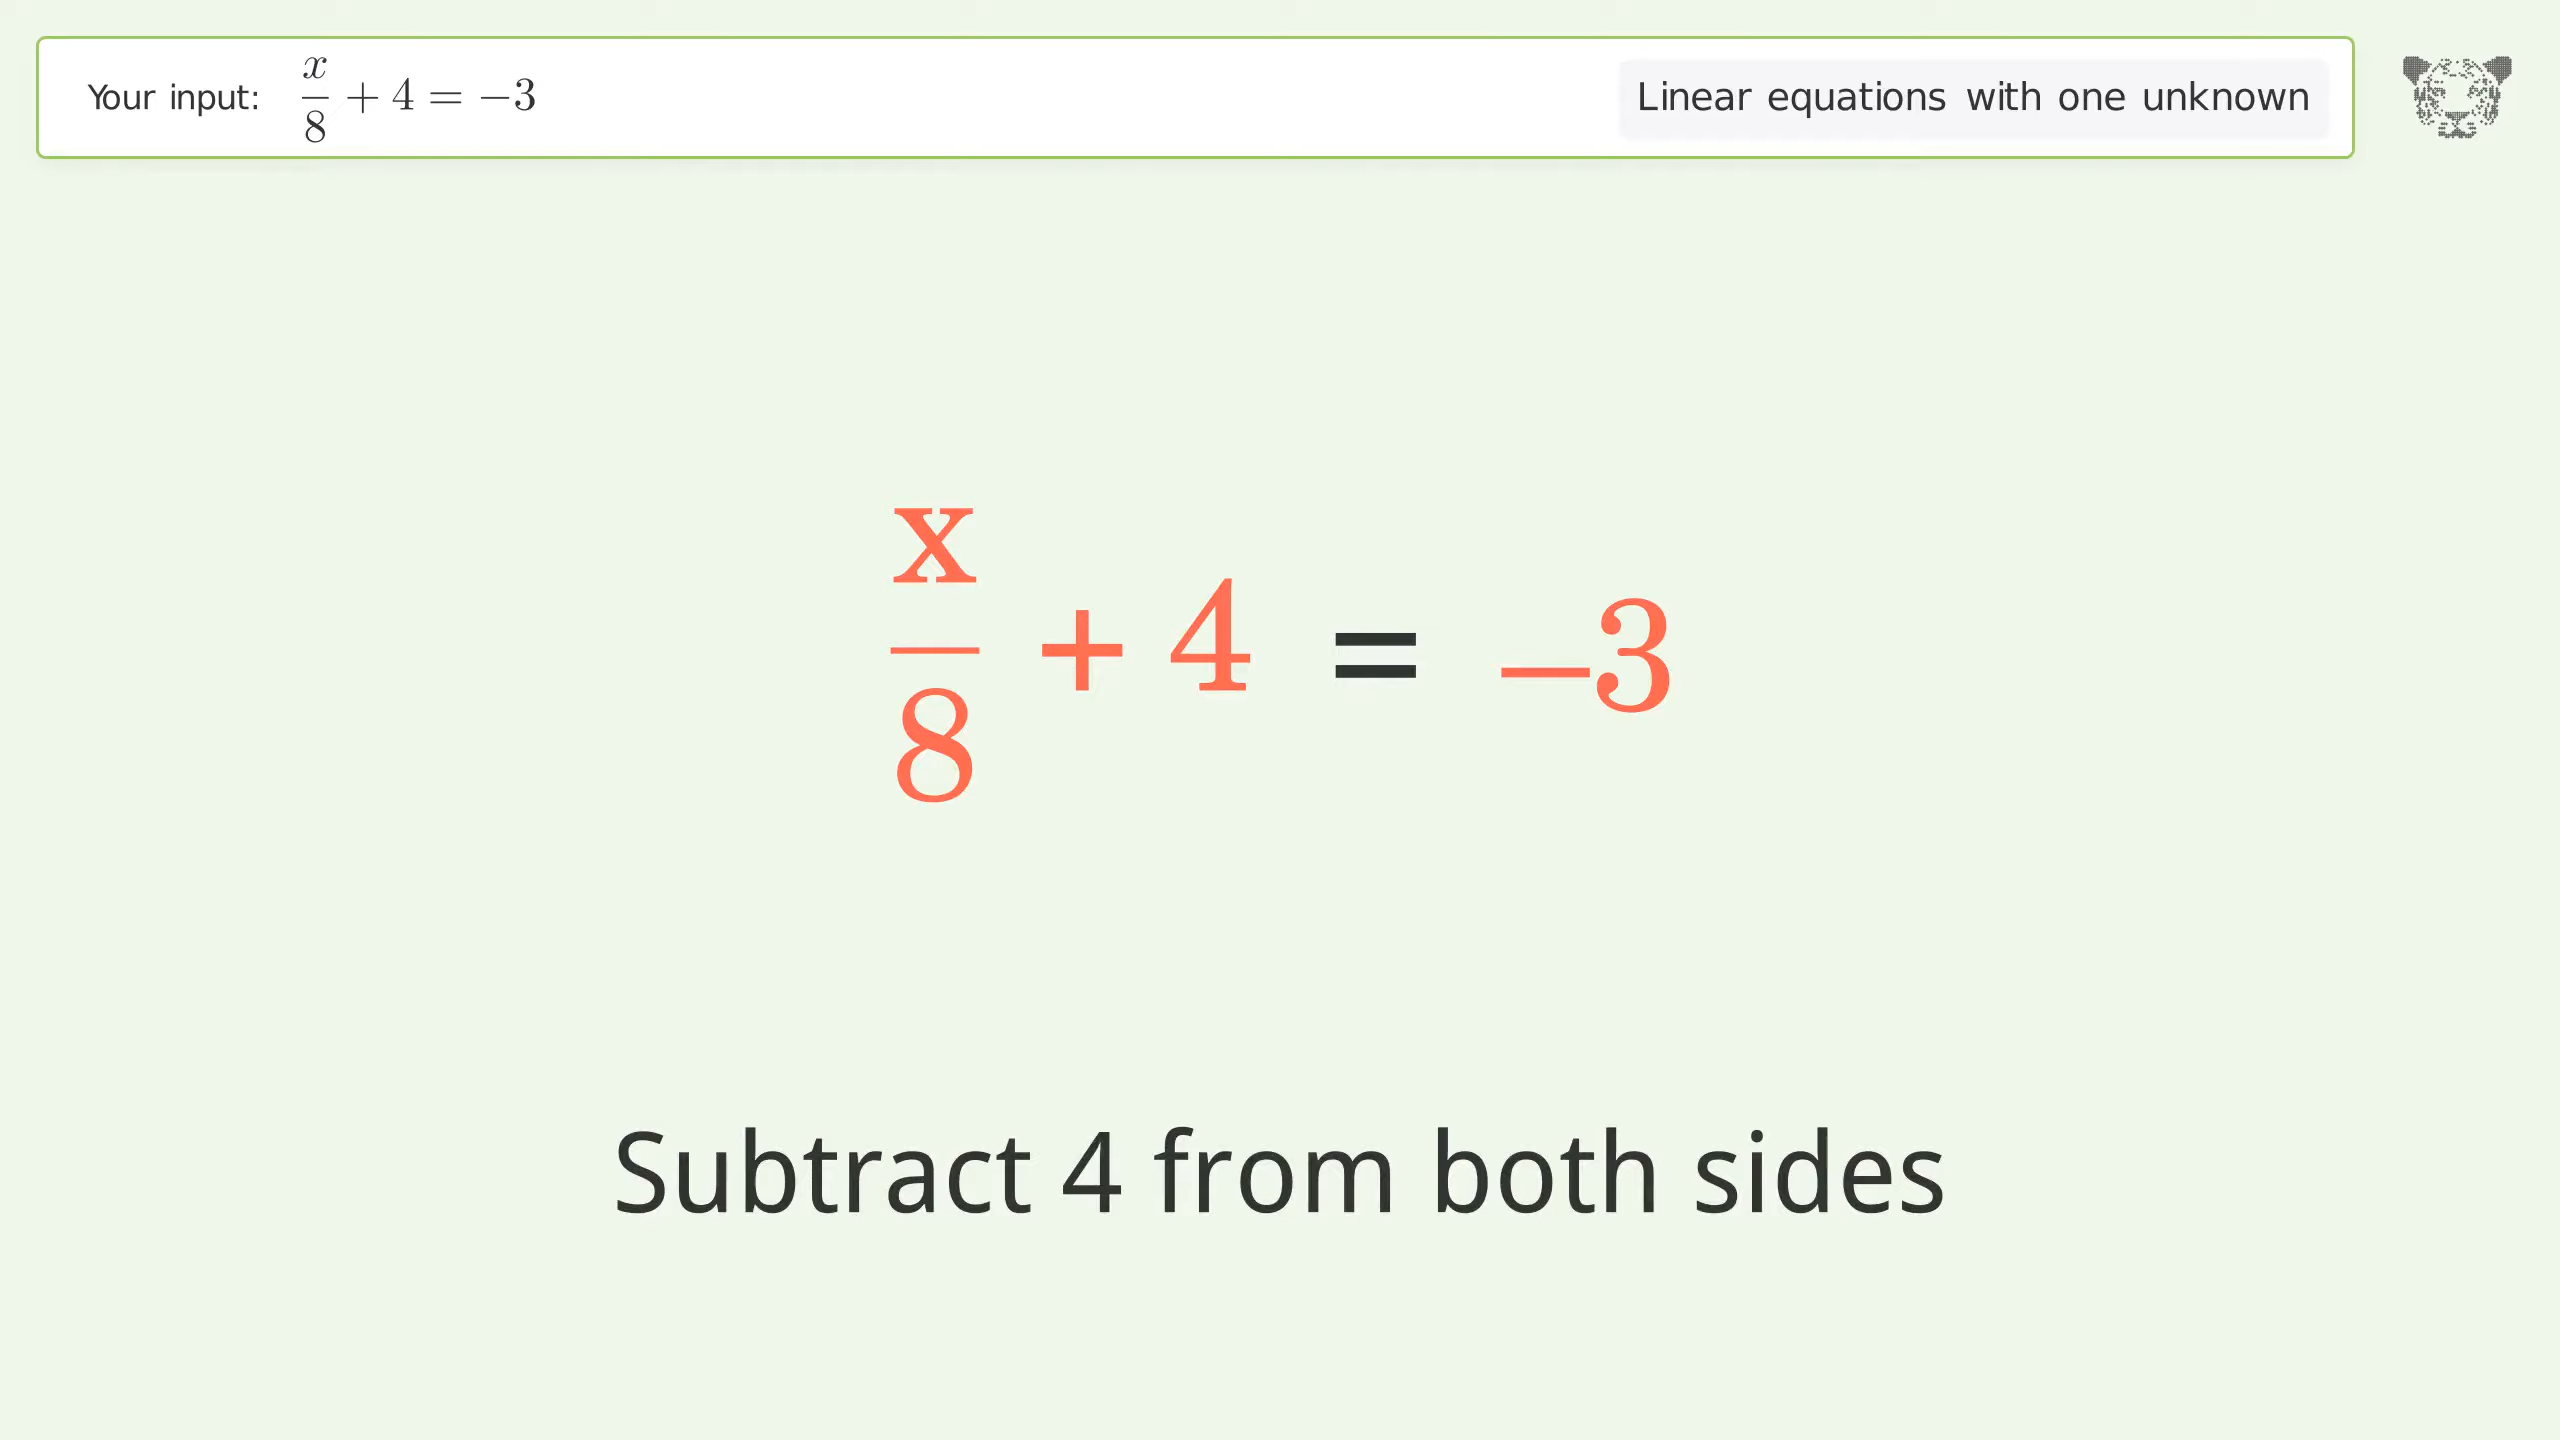 Your input: x/8 + 4 = −3
Linear equations with one unknown
x/8 + 4 = −3
Subtract 4 from both sides